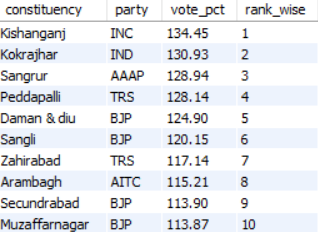 constituency party vote_pct rank_wise
Kishanganj INC 134.45 1
Kokrajhar IND 130.93 2
Sangrur AAAP 128.94 3
Peddapalli TRS 128.14 4
Daman & diu BJP 124.90 5
Sangli BJP 120.15 6
Zahirabad TRS 117.14 7
Arambagh AITC 115.21 8
Secundrabad BJP 113.90 9
Muzaffarnagar BJP 113.87 10